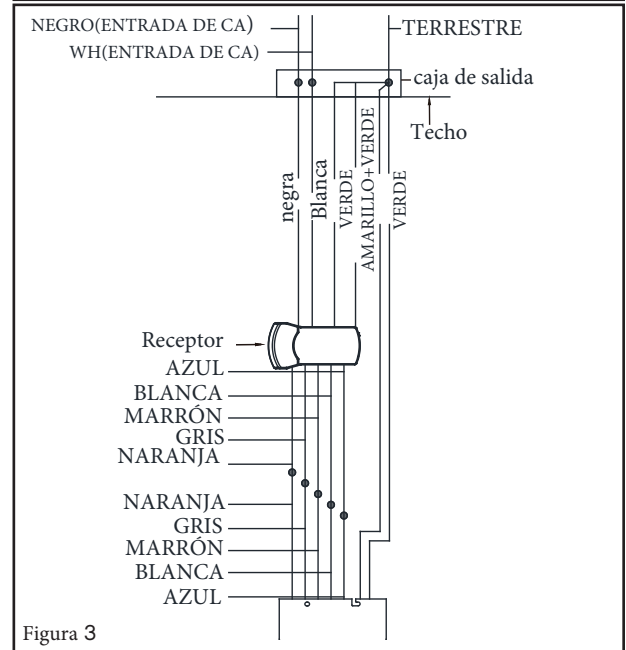 NEGRO(ENTRADA DE CA)
TERRESTRE
WH(ENTRADA DE CA)
caja de salida
Techo
negra
Blanca
VERDE
AMARILLO+VERDE
VERDE
Receptor
AZUL
BLANCA
MARRÓN
GRIS
NARANJA
NARANJA
GRIS
MARRÓN
BLANCA
AZUL
Figura 3